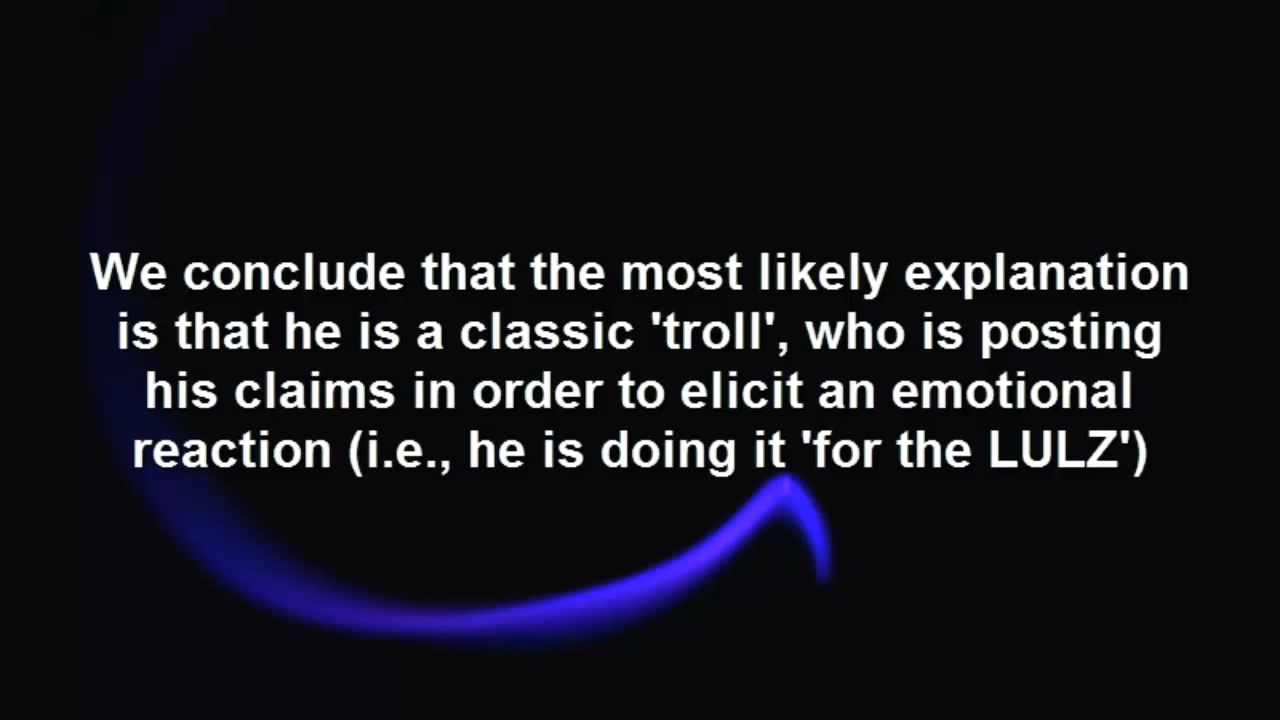 We conclude that the most likely explanation
is that he is a classic 'troll', who is posting
his claims in order to elicit an emotional
reaction (i.e., he is doing it 'for the LULZ')